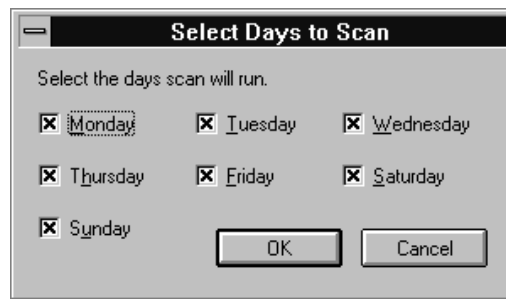 Select Days to Scan
Select the days scan will run.
Monday Tuesday Wednesday
Thursday Friday Saturday
Sunday
OK Cancel